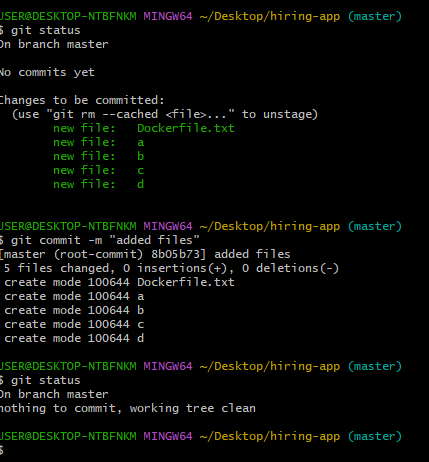 USER@DESKTOP-NTBFNKM MINGW64 ~/Desktop/hiring-app (master)
$ git status
On branch master
No commits yet
Changes to be committed:
(use "git rm --cached <file>..." to unstage)
new file: Dockerfile.txt
new file: a
new file: b
new file: c
new file: d
USER@DESKTOP-NTBFNKM MINGW64 ~/Desktop/hiring-app (master)
$ git commit -m "added files"
[master (root-commit) 8b05b73] added files
5 files changed, 0 insertions(+), 0 deletions(-)
create mode 100644 Dockerfile.txt
create mode 100644 a
create mode 100644 b
create mode 100644 c
create mode 100644 d
USER@DESKTOP-NTBFNKM MINGW64 ~/Desktop/hiring-app (master)
$ git status
On branch master
nothing to commit, working tree clean
USER@DESKTOP-NTBFNKM MINGW64 ~/Desktop/hiring-app (master)
$